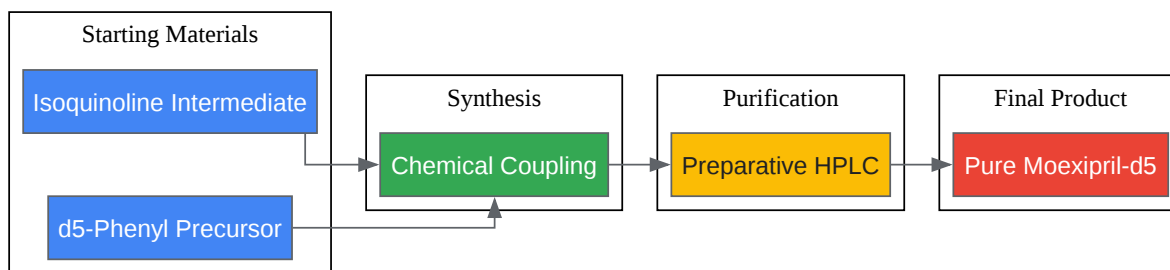 Starting Materials
Isoquinoline Intermediate
d5-Phenyl Precursor
Synthesis
Chemical Coupling
Purification
Preparative HPLC
Final Product
Pure Moexipril-d5